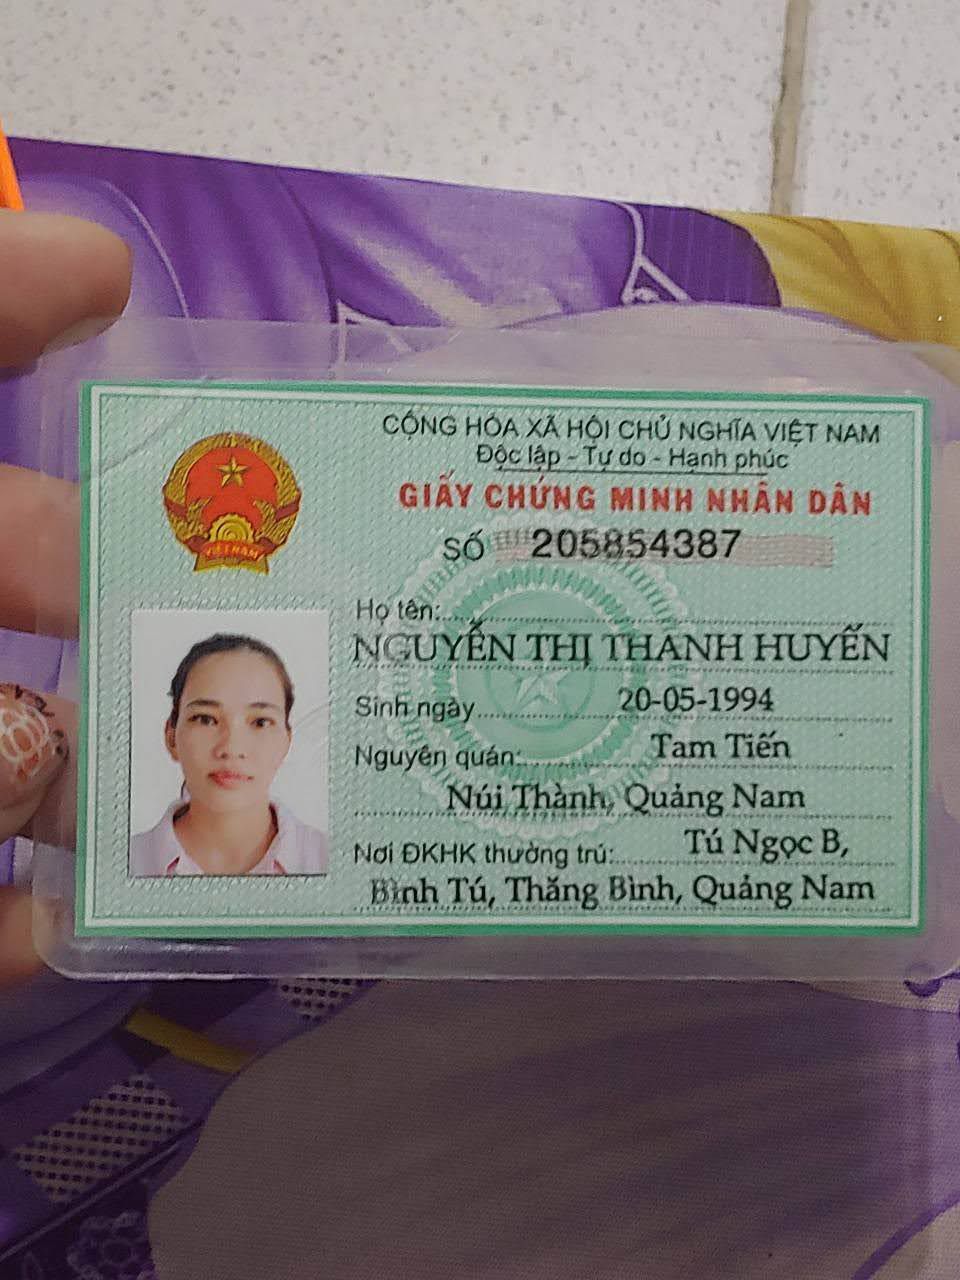 CỘNG HÒA XÃ HỘI CHỦ NGHĨA VIỆT NAM
Độc lập - Tự do - Hạnh phúc
GIẤY CHỨNG MINH NHÂN DÂN
SỐ 205854387
VIETNAM
Họ tên:
NGUYỄN THỊ THANH HUYỀN
Sinh ngày 20-05-1994
Nguyên quán: Tam Tiến
Núi Thành, Quảng Nam
Nơi ĐKHK thường trú: Tú Ngọc B,
Bình Tú, Thăng Bình, Quảng Nam